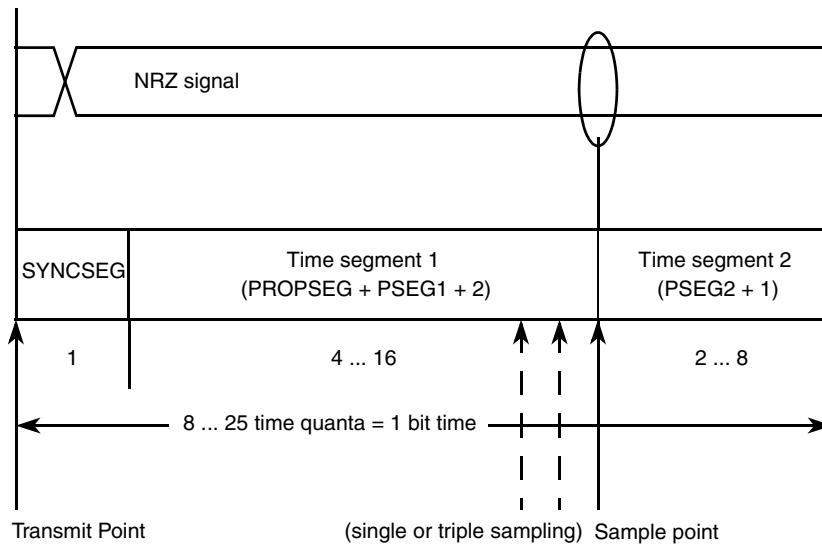 NRZ signal
SYNCSEG
Time segment 1
(PROPSEG + PSEG1 + 2)
Time segment 2
(PSEG2 + 1)
1
4 ... 16
2 ... 8
8 ... 25 time quanta = 1 bit time
Transmit Point
(single or triple sampling)
Sample point